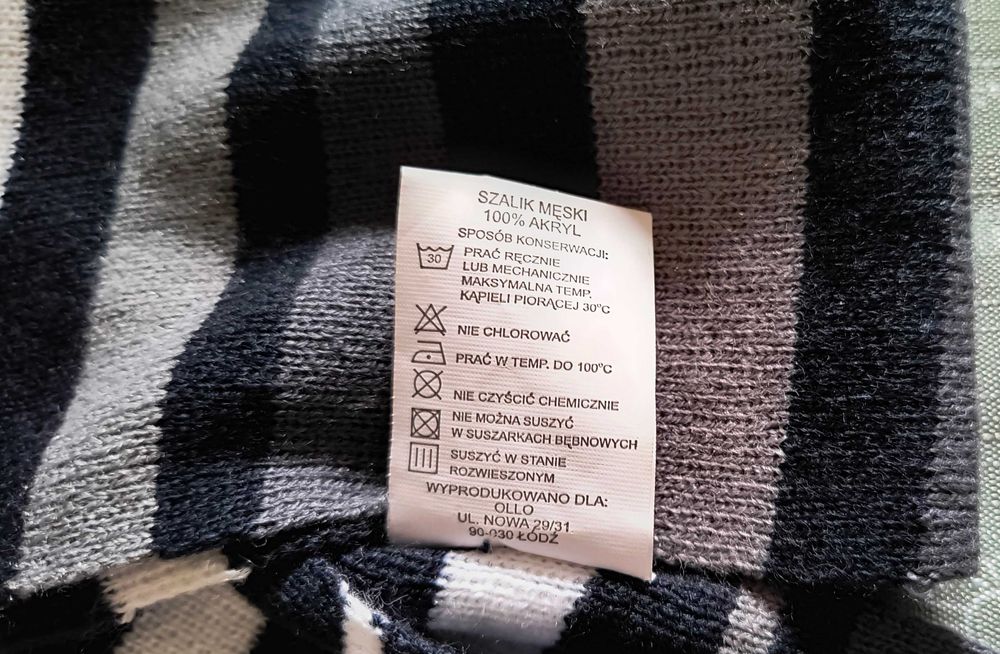 SZALIK MĘSKI
100% AKRYL
SPOSÓB KONSERWACJI:
30
PRAĆ RĘCZNIE
LUB MECHANICZNIE
MAKSYMALNA TEMP.
KĄPIELI PIORĄCEJ 30°C
NIE CHLOROWAĆ
PRAĆ W TEMP. DO 100°C
NIE CZYŚCIĆ CHEMICZNIE
NIE MOŻNA SUSZYĆ
W SUSZARKACH BĘBNOWYCH
SUSZYĆ W STANIE
ROZWIESZONYM
WYPRODUKOWANO DLA:
OLLO
UL. NOWA 29/31
90-030 ŁÓDŹ